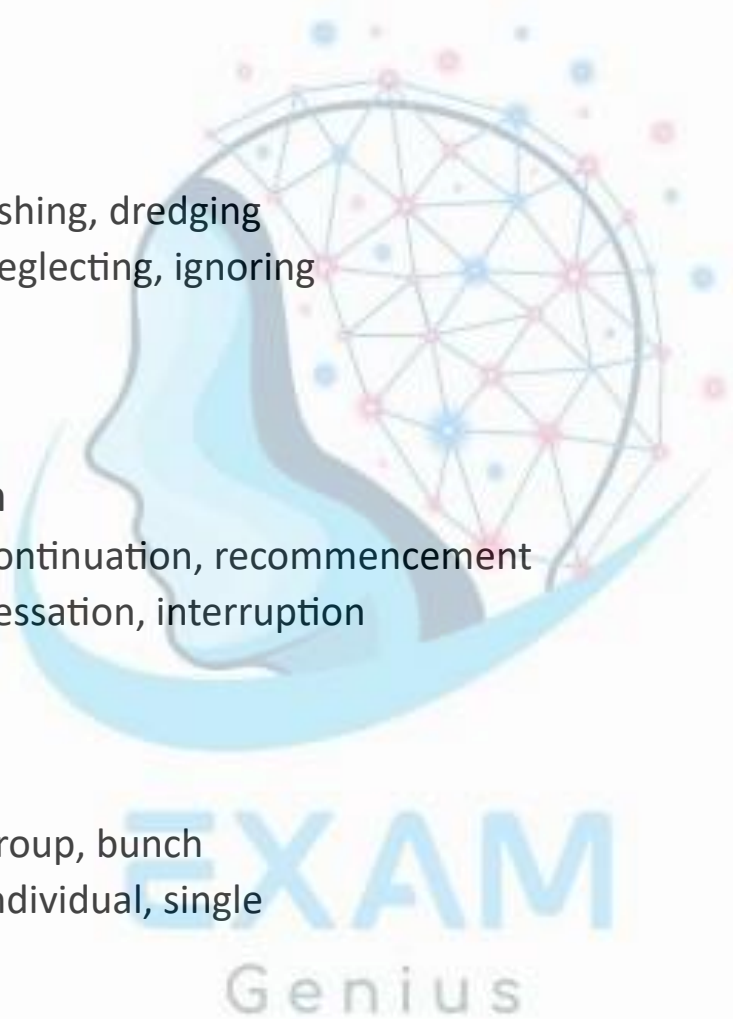 shing, dredging
eglecting, ignoring
n
ontinuation, recommencement
essation, interruption
roup, bunch
ndividual, single
EXAM
Genius